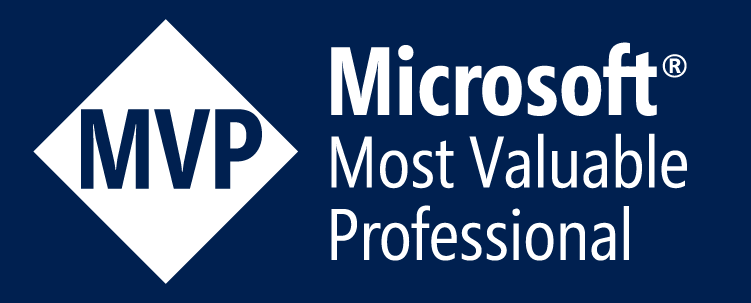 MVP
Microsoft®
Most Valuable
Professional